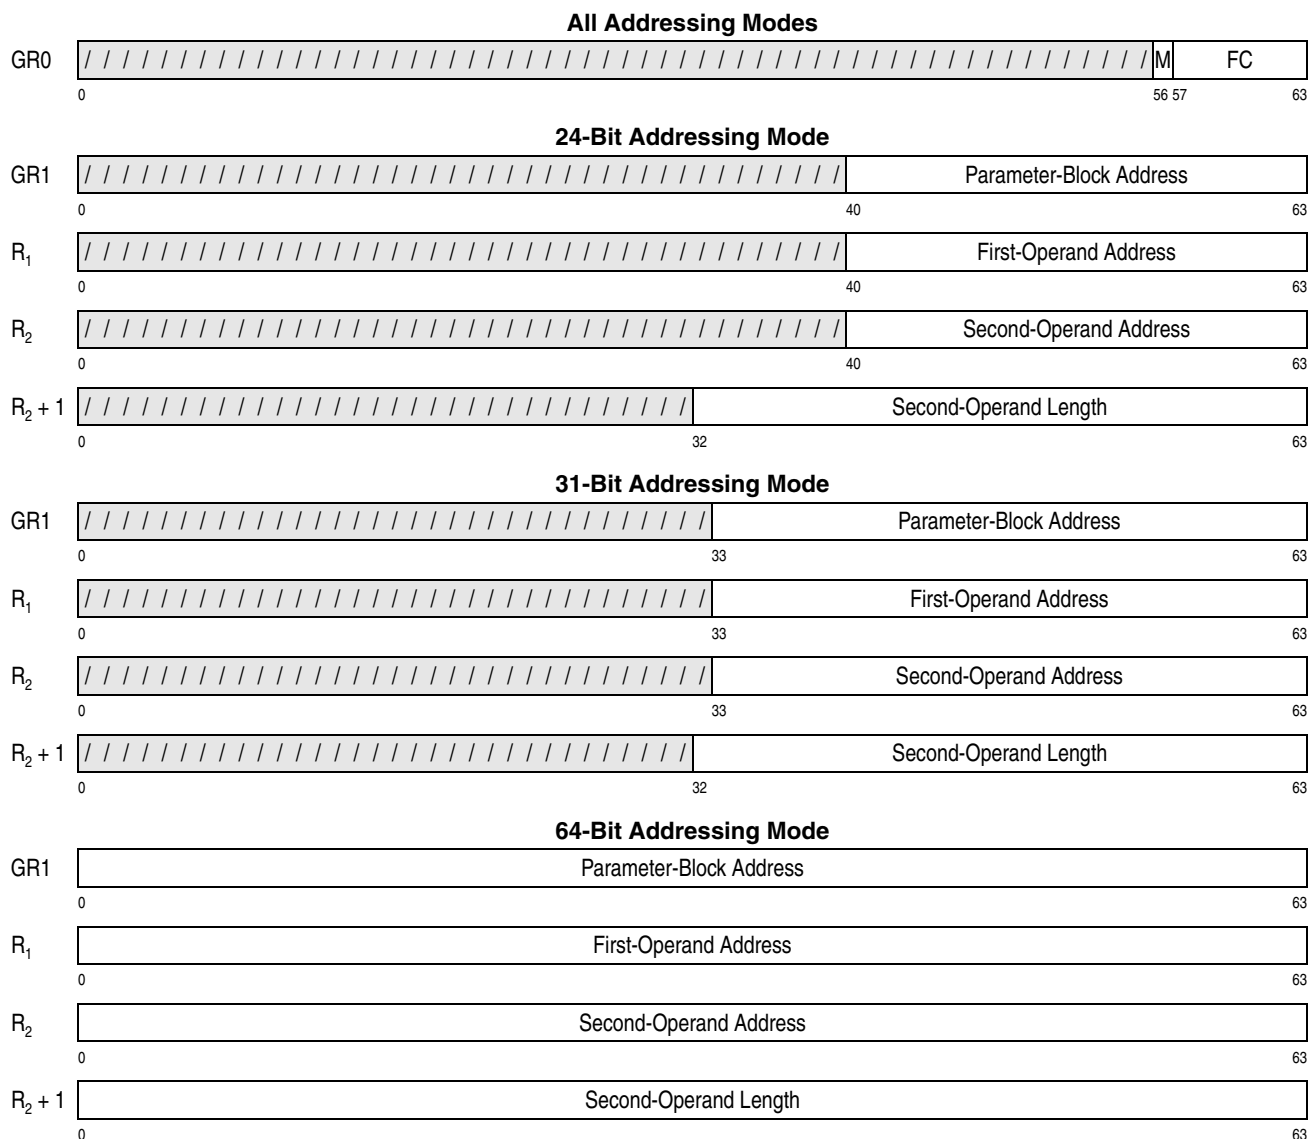 All Addressing Modes
GR0 / / / / / / / / / / / / / / / / / / / / / / / / / / / / / / / / / / / / / / / / / / / / / / / / / / / / / / / / M FC
0 56 57 63
24-Bit Addressing Mode
GR1 / / / / / / / / / / / / / / / / / / / / / / / / / / / / / / / / / / / / / / / / Parameter-Block Address
0 40 63
R₁ / / / / / / / / / / / / / / / / / / / / / / / / / / / / / / / / / / / / / / / / First-Operand Address
0 40 63
R₂ / / / / / / / / / / / / / / / / / / / / / / / / / / / / / / / / / / / / / / / / Second-Operand Address
0 40 63
R₂ + 1 / / / / / / / / / / / / / / / / / / / / / / / / / / / / / / / / Second-Operand Length
0 32 63
31-Bit Addressing Mode
GR1 / / / / / / / / / / / / / / / / / / / / / / / / / / / / / / / / / Parameter-Block Address
0 33 63
R₁ / / / / / / / / / / / / / / / / / / / / / / / / / / / / / / / / / First-Operand Address
0 33 63
R₂ / / / / / / / / / / / / / / / / / / / / / / / / / / / / / / / / / Second-Operand Address
0 33 63
R₂ + 1 / / / / / / / / / / / / / / / / / / / / / / / / / / / / / / / / Second-Operand Length
0 32 63
64-Bit Addressing Mode
GR1 Parameter-Block Address
0 63
R₁ First-Operand Address
0 63
R₂ Second-Operand Address
0 63
R₂ + 1 Second-Operand Length
0 63